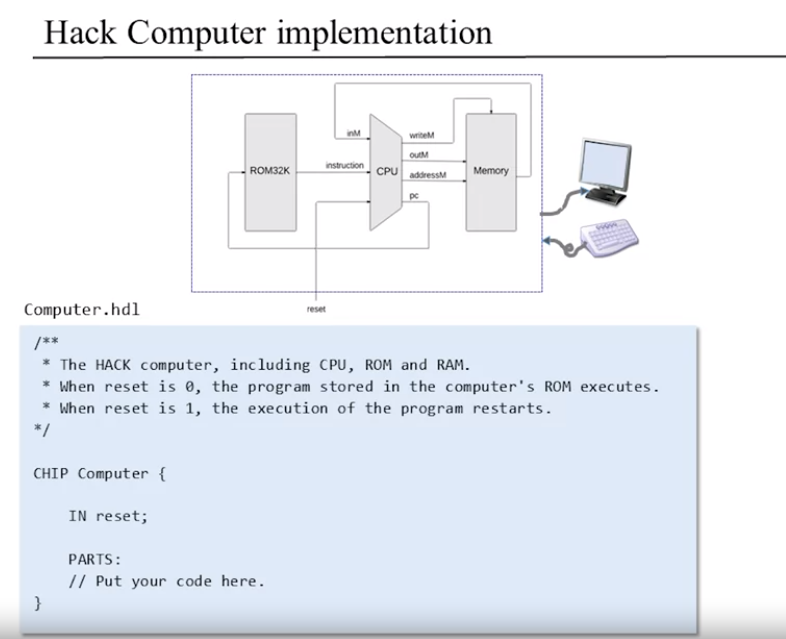 Hack Computer implementation
inM
writeM
outM
ROM32K
instruction
CPU
addressM
Memory
pc
reset
Computer.hdl
/**
* The HACK computer, including CPU, ROM and RAM.
* When reset is 0, the program stored in the computer's ROM executes.
* When reset is 1, the execution of the program restarts.
*/
CHIP Computer {
IN reset;
PARTS:
// Put your code here.
}